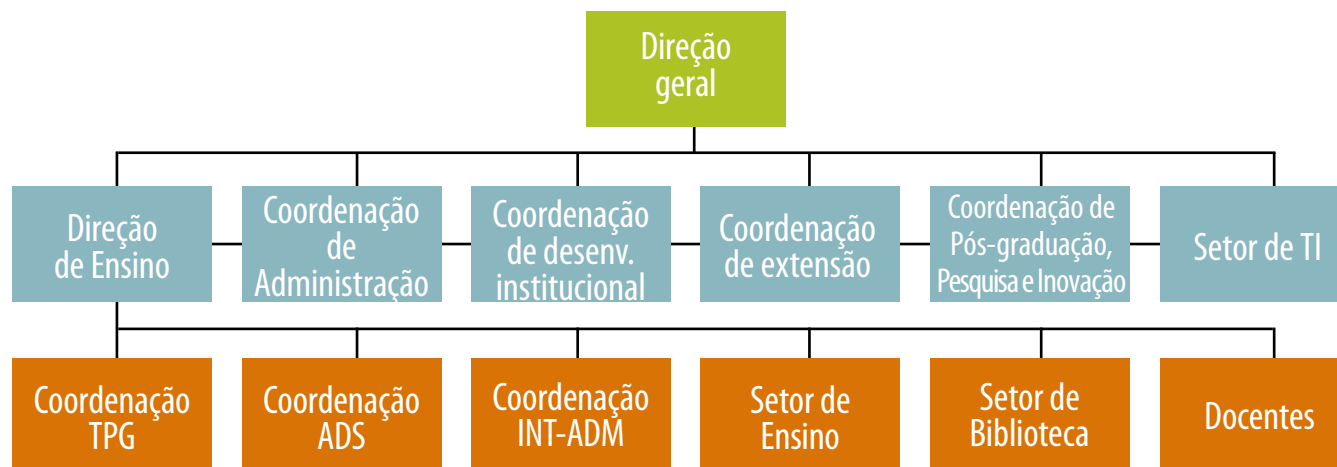 Direção
geral
Direção
de Ensino
Coordenação
de
Administração
Coordenação
de desenv.
institucional
Coordenação
de extensão
Coordenação de
Pós-graduação,
Pesquisa e Inovação
Setor de TI
Coordenação
TPG
Coordenação
ADS
Coordenação
INT-ADM
Setor de
Ensino
Setor de
Biblioteca
Docentes